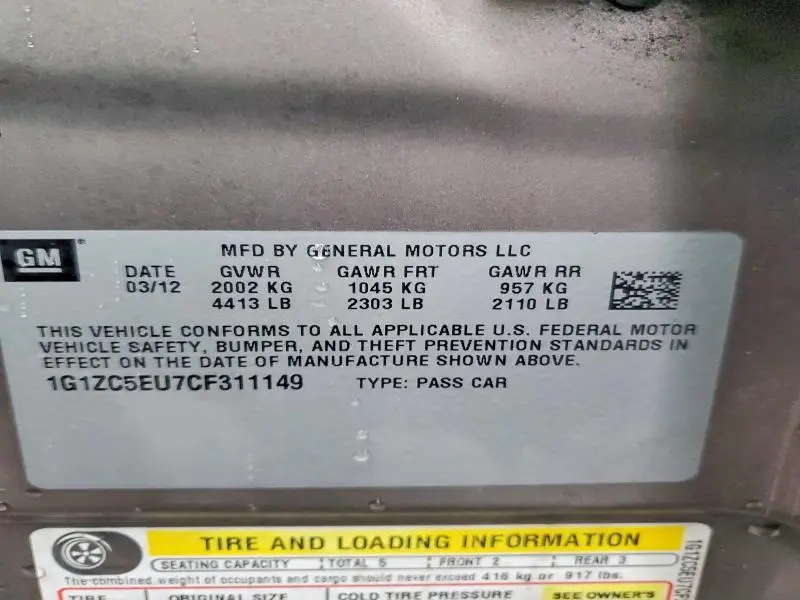 GM MFD BY GENERAL MOTORS LLC
DATE GVWR GAWR FRT GAWR RR
03/12 2002 KG 1045 KG 957 KG
4413 LB 2303 LB 2110 LB
THIS VEHICLE CONFORMS TO ALL APPLICABLE U.S. FEDERAL MOTOR
VEHICLE SAFETY, BUMPER, AND THEFT PREVENTION STANDARDS IN
EFFECT ON THE DATE OF MANUFACTURE SHOWN ABOVE.
1G1ZC5EU7CF311149 TYPE: PASS CAR
TIRE AND LOADING INFORMATION
SEATING CAPACITY TOTAL 5 FRONT 2 REAR 3
The combined weight of occupants and cargo should never exceed 416 kg or 917 lbs.
TIRE ORIGINAL SIZE COLD TIRE PRESSURE SEE OWNER'S
1G1ZC5EU7CF